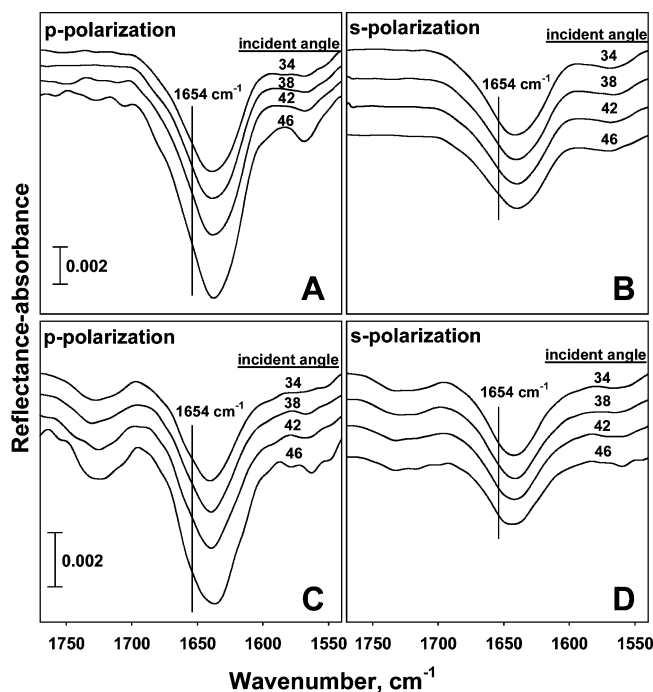 p-polarization
incident angle
34
38
42
46
1654 cm-1
0.002
A
s-polarization
incident angle
34
38
42
46
1654 cm-1
B
Reflectance-absorbance
p-polarization
incident angle
34
38
42
46
1654 cm-1
0.002
C
s-polarization
incident angle
34
38
42
46
1654 cm-1
D
1750 1700 1650 1600 1550 1750 1700 1650 1600 1550
Wavenumber, cm-1